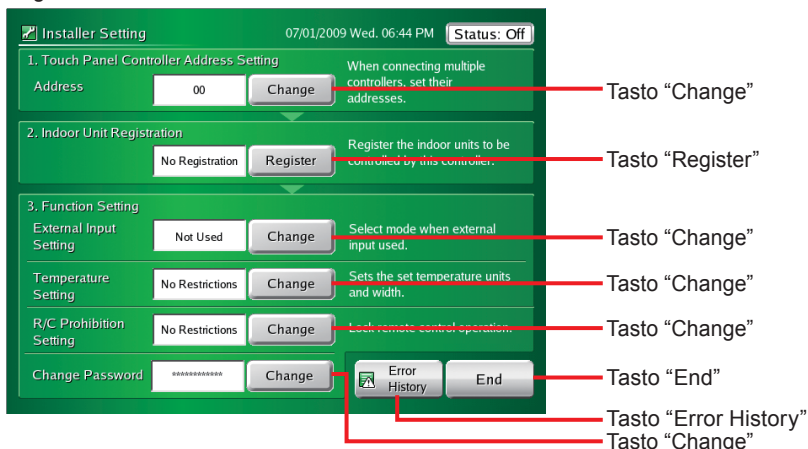 Installer Setting 07/01/2009 Wed. 06:44 PM Status: Off
1. Touch Panel Controller Address Setting
Address 00 Change
When connecting multiple
controllers, set their
addresses.
Tasto “Change”
2. Indoor Unit Registration
No Registration Register
Register the indoor units to be
controlled by this controller.
Tasto “Register”
3. Function Setting
External Input
Setting
Not Used Change
Select mode when external
input used.
Tasto “Change”
Temperature
Setting
No Restrictions Change
Sets the set temperature units
and width.
Tasto “Change”
R/C Prohibition
Setting
No Restrictions Change
Lock remote control operation.
Tasto “Change”
Change Password ************ Change
Error
History
End
Tasto “End”
Tasto “Error History”
Tasto “Change”